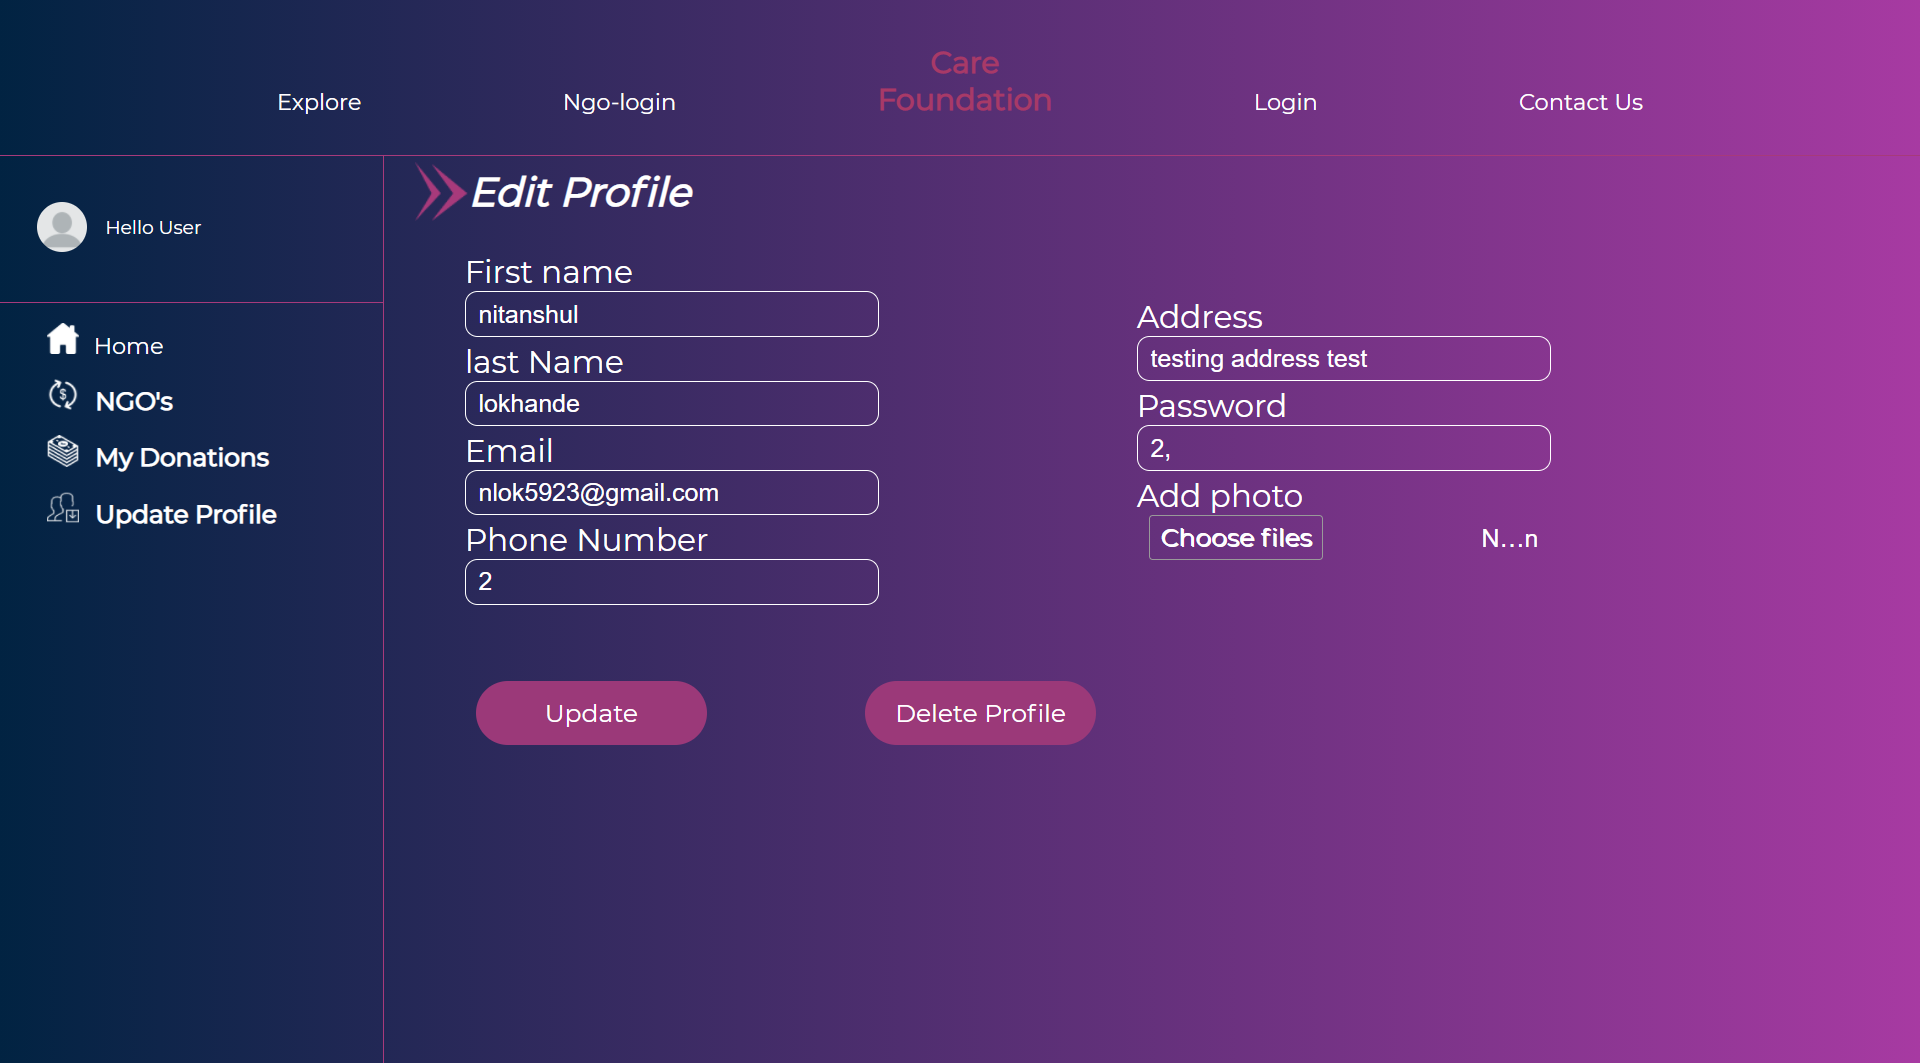 Explore
Ngo-login
Care
Foundation
Login
Contact Us
Hello User
Home
NGO's
My Donations
Update Profile
Edit Profile
First name
nitanshul
last Name
lokhande
Email
nlok5923@gmail.com
Phone Number
2
Address
testing address test
Password
2,
Add photo
Choose files
N...n
Update
Delete Profile